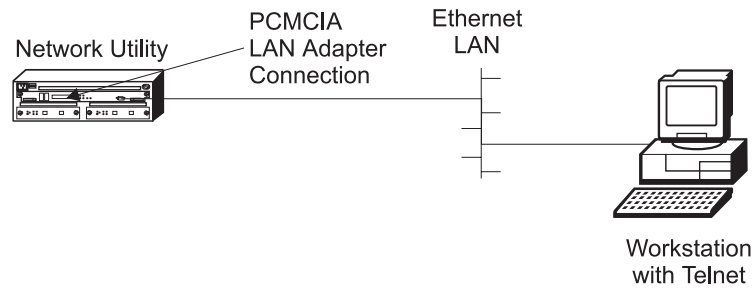 Network Utility
PCMCIA
LAN Adapter
Connection
Ethernet
LAN
Workstation
with Telnet